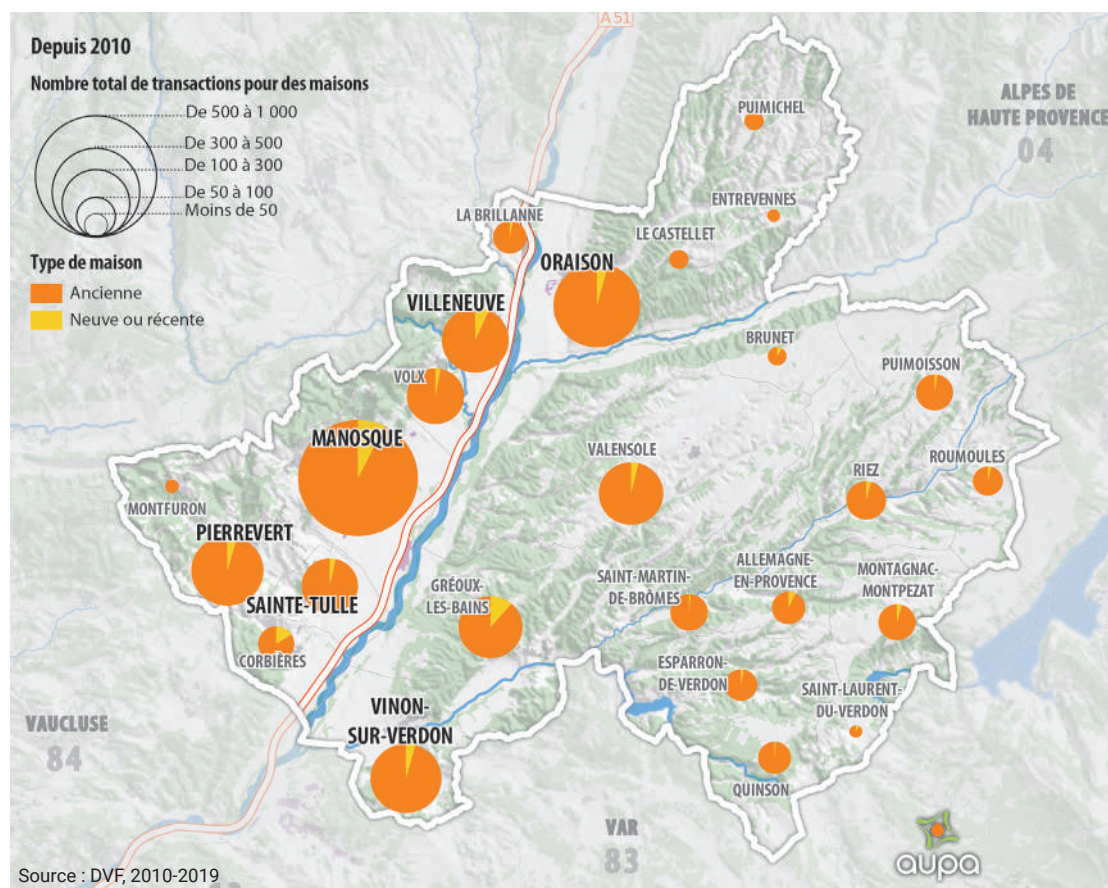 Depuis 2010
Nombre total de transactions pour des maisons
De 500 à 1 000
De 300 à 500
De 100 à 300
De 50 à 100
Moins de 50
Type de maison
Ancienne
Neuve ou récente
A 51
ALPES DE
HAUTE PROVENCE
04
PUIMICHEL
ENTREVENNES
LA BRILLANNE
LE CASTELLET
ORAISON
VILLENEUVE
BRUNET
PUIMOISSON
VOLX
MANOSQUE
VALENSOLE
RIEZ
ROUMOULES
MONTFURON
PIERREVERT
SAINTE-TULLE
GRÉOUX-
LES-BAINS
SAINT-MARTIN-
DE-BRÔMES
ALLEMAGNE-
EN-PROVENCE
MONTAGNAC-
MONTPEZAT
CORBIÈRES
ESPARRON-
DE-VERDON
SAINT-LAURENT-
DU-VERDON
VINON-
SUR-VERDON
VAUCLUSE
84
QUINSON
VAR
83
aupa
Source : DVF, 2010-2019